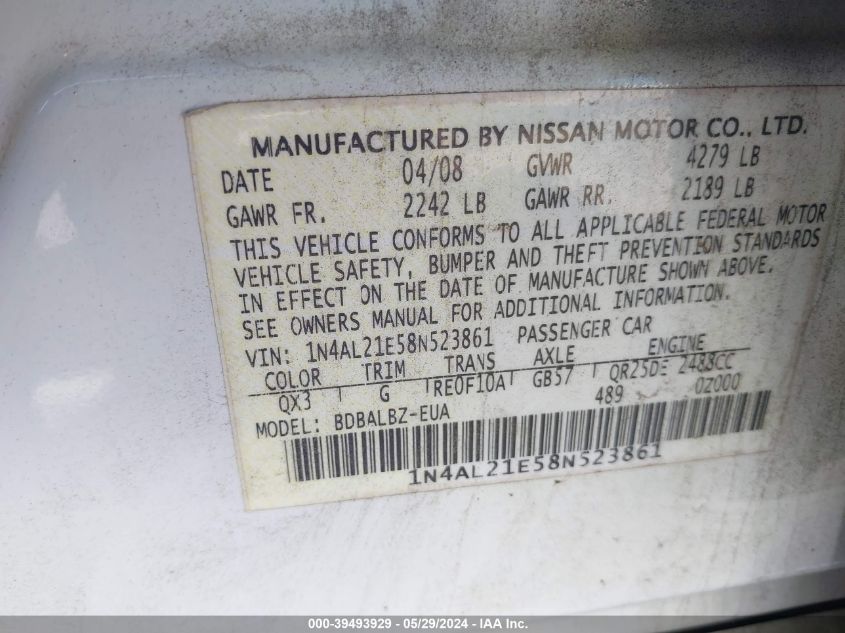 MANUFACTURED BY NISSAN MOTOR CO., LTD.
DATE 04/08 GVWR 4279 LB
GAWR FR. 2242 LB GAWR RR. 2189 LB
THIS VEHICLE CONFORMS TO ALL APPLICABLE FEDERAL MOTOR
VEHICLE SAFETY, BUMPER AND THEFT PREVENTION STANDARDS
IN EFFECT ON THE DATE OF MANUFACTURE SHOWN ABOVE.
SEE OWNERS MANUAL FOR ADDITIONAL INFORMATION.
VIN: 1N4AL21E58N523861 PASSENGER CAR
COLOR TRIM TRANS AXLE ENGINE
QX3 G RE0F10A GB57 QR25DE 2488CC
MODEL: BDBALBZ-EUA 489 0Z000
1N4AL21E58N523861
000-39493929 - 05/29/2024 - IAA Inc.